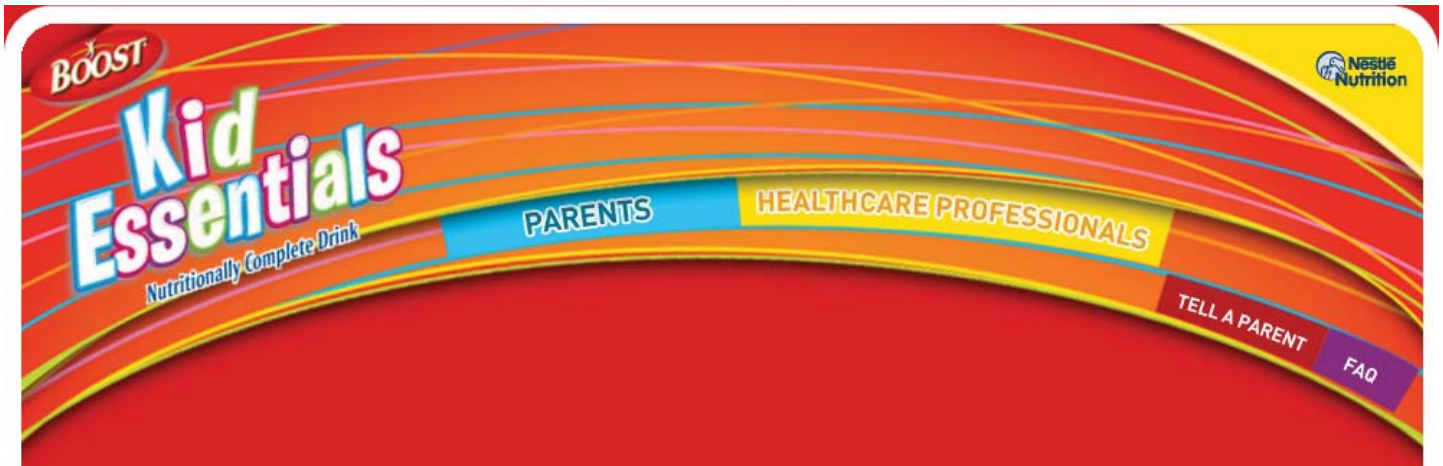 BOOST
Kid
Essentials
Nutritionally Complete Drink
Nestlé
Nutrition
PARENTS
HEALTHCARE PROFESSIONALS
TELL A PARENT
FAQ